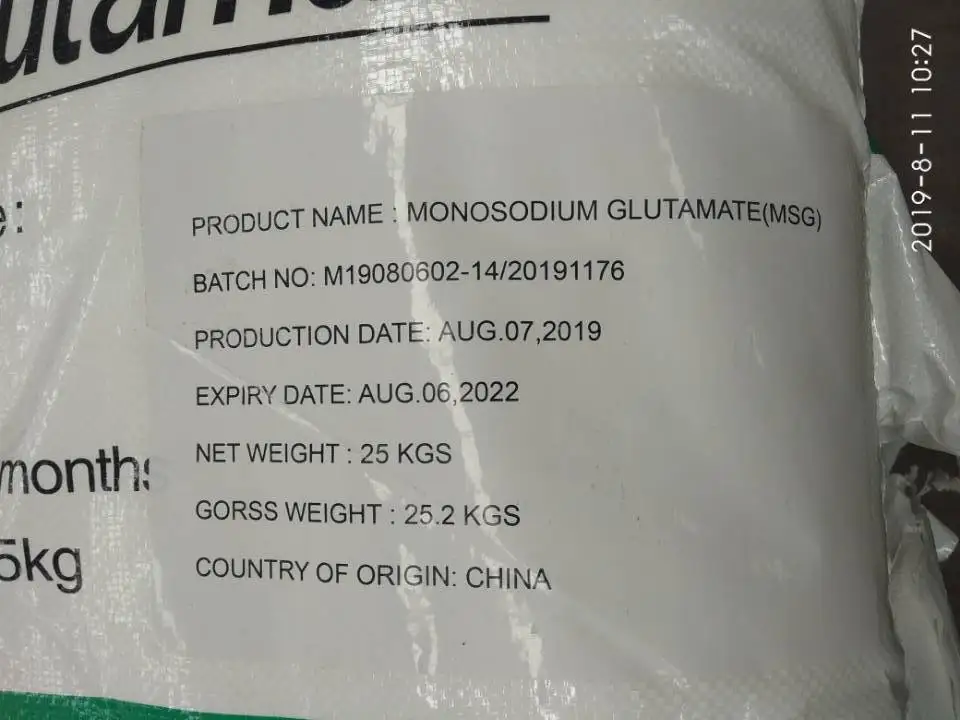 PRODUCT NAME : MONOSODIUM GLUTAMATE(MSG)
BATCH NO: M19080602-14/20191176
PRODUCTION DATE: AUG.07,2019
EXPIRY DATE: AUG.06,2022
NET WEIGHT : 25 KGS
GORSS WEIGHT : 25.2 KGS
COUNTRY OF ORIGIN: CHINA
months
5kg
2019-8-11 10:27